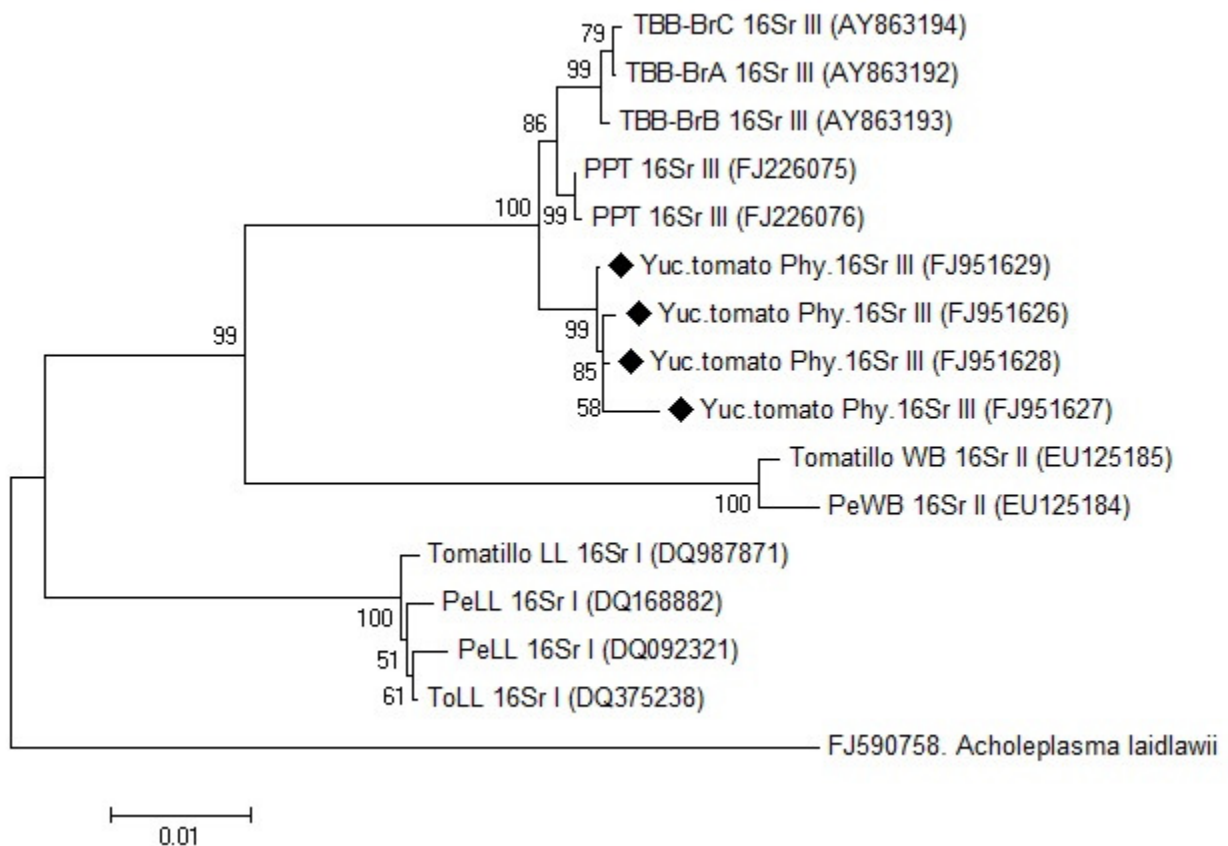 79
TBB-BrC 16Sr III (AY863194)
99
TBB-BrA 16Sr III (AY863192)
TBB-BrB 16Sr III (AY863193)
86
PPT 16Sr III (FJ226075)
100
99
PPT 16Sr III (FJ226076)
Yuc.tomato Phy.16Sr III (FJ951629)
Yuc.tomato Phy.16Sr III (FJ951626)
99
99
Yuc.tomato Phy.16Sr III (FJ951628)
85
58
Yuc.tomato Phy.16Sr III (FJ951627)
Tomatillo WB 16Sr II (EU125185)
100
PeWB 16Sr II (EU125184)
Tomatillo LL 16Sr I (DQ987871)
PeLL 16Sr I (DQ168882)
100
PeLL 16Sr I (DQ092321)
51
61
ToLL 16Sr I (DQ375238)
FJ590758. Acholeplasma laidlawii
0.01